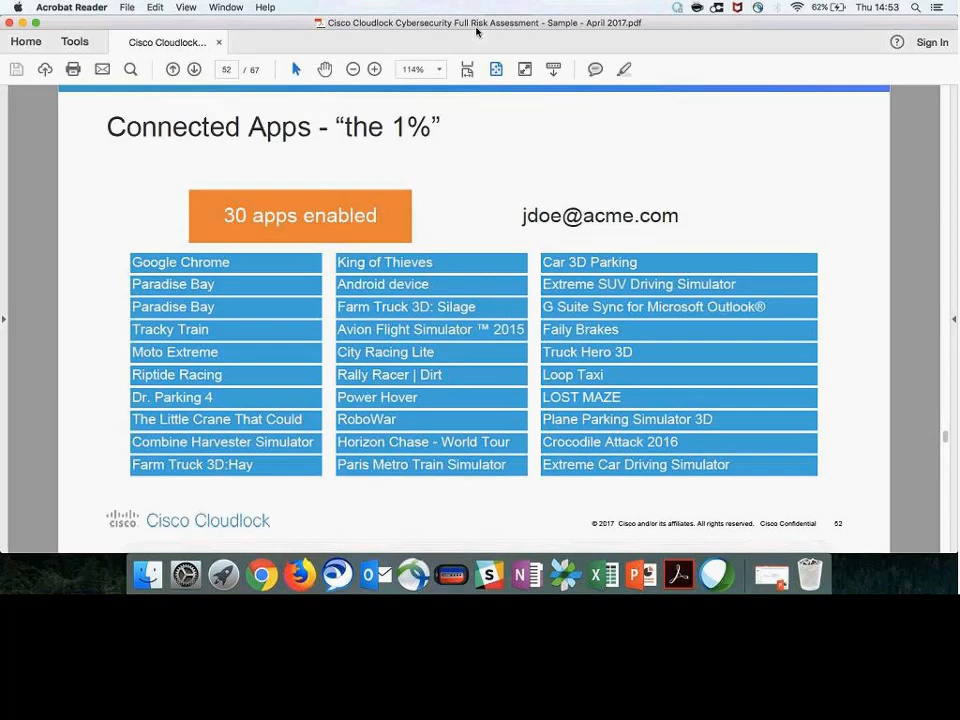 Acrobat Reader File Edit View Window Help 62% Thu 14:53
Cisco Cloudlock Cybersecurity Full Risk Assessment - Sample - April 2017.pdf
Home Tools Cisco Cloudlock... × ? Sign In
52 / 67 114%
Connected Apps - “the 1%”
30 apps enabled jdoe@acme.com
Google Chrome King of Thieves Car 3D Parking
Paradise Bay Android device Extreme SUV Driving Simulator
Paradise Bay Farm Truck 3D: Silage G Suite Sync for Microsoft Outlook®
Tracky Train Avion Flight Simulator ™ 2015 Faily Brakes
Moto Extreme City Racing Lite Truck Hero 3D
Riptide Racing Rally Racer | Dirt Loop Taxi
Dr. Parking 4 Power Hover LOST MAZE
The Little Crane That Could RoboWar Plane Parking Simulator 3D
Combine Harvester Simulator Horizon Chase - World Tour Crocodile Attack 2016
Farm Truck 3D:Hay Paris Metro Train Simulator Extreme Car Driving Simulator
CISCO Cisco Cloudlock © 2017 Cisco and/or its affiliates. All rights reserved. Cisco Confidential 52